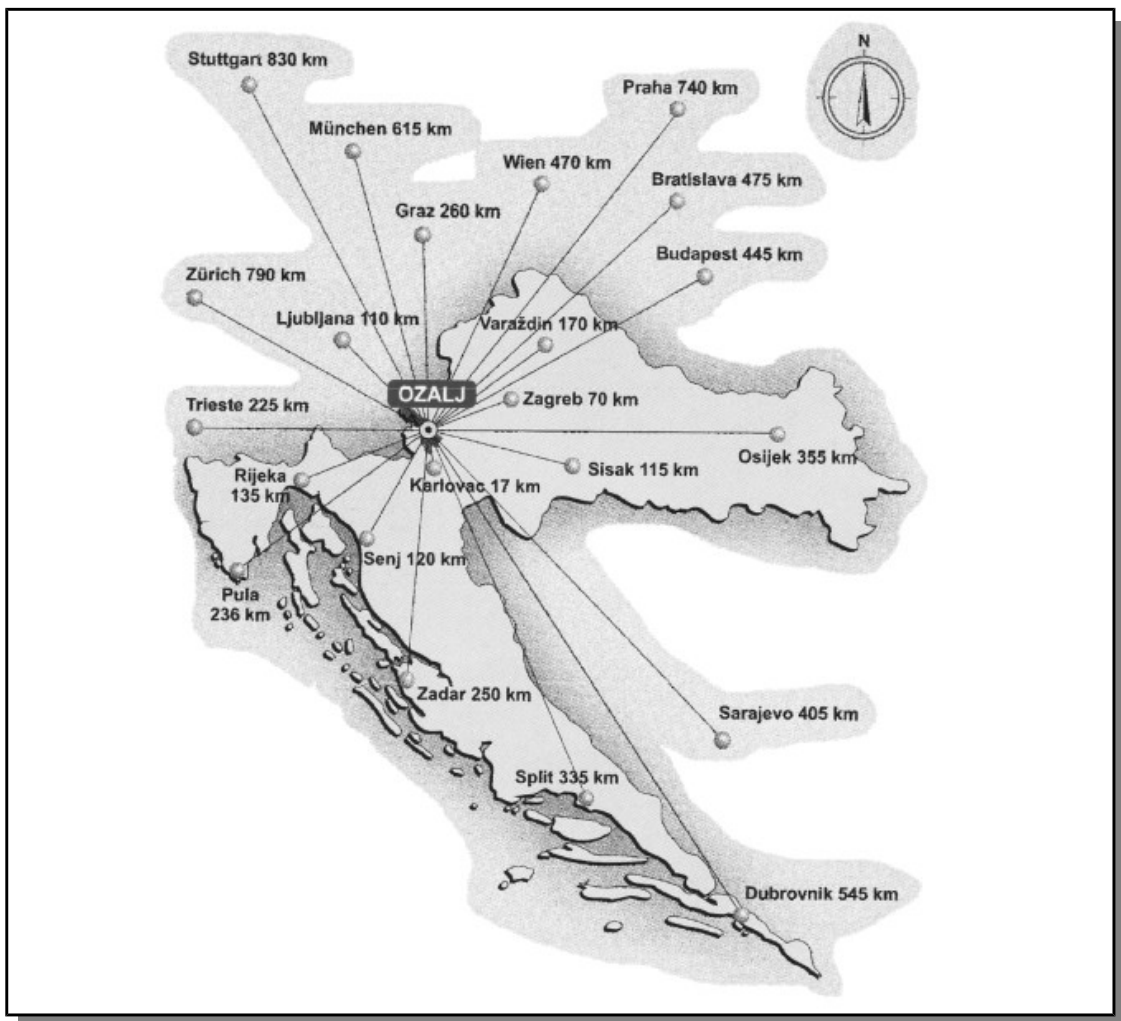 Stuttgart 830 km
N
Praha 740 km
München 615 km
Wien 470 km
Bratislava 475 km
Graz 260 km
Budapest 445 km
Zürich 790 km
Ljubljana 110 km
Varaždin 170 km
OZALJ
Zagreb 70 km
Trieste 225 km
Osijek 355 km
Sisak 115 km
Rijeka
135 km
Karlovac 17 km
Senj 120 km
Pula
236 km
Zadar 250 km
Sarajevo 405 km
Split 335 km
Dubrovnik 545 km